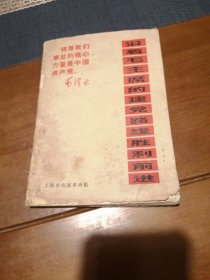 领导我们
事业的核心
力量是中国
共产党。
毛泽东
沿着毛主席的建党路线胜利前进
上海市出版革命组